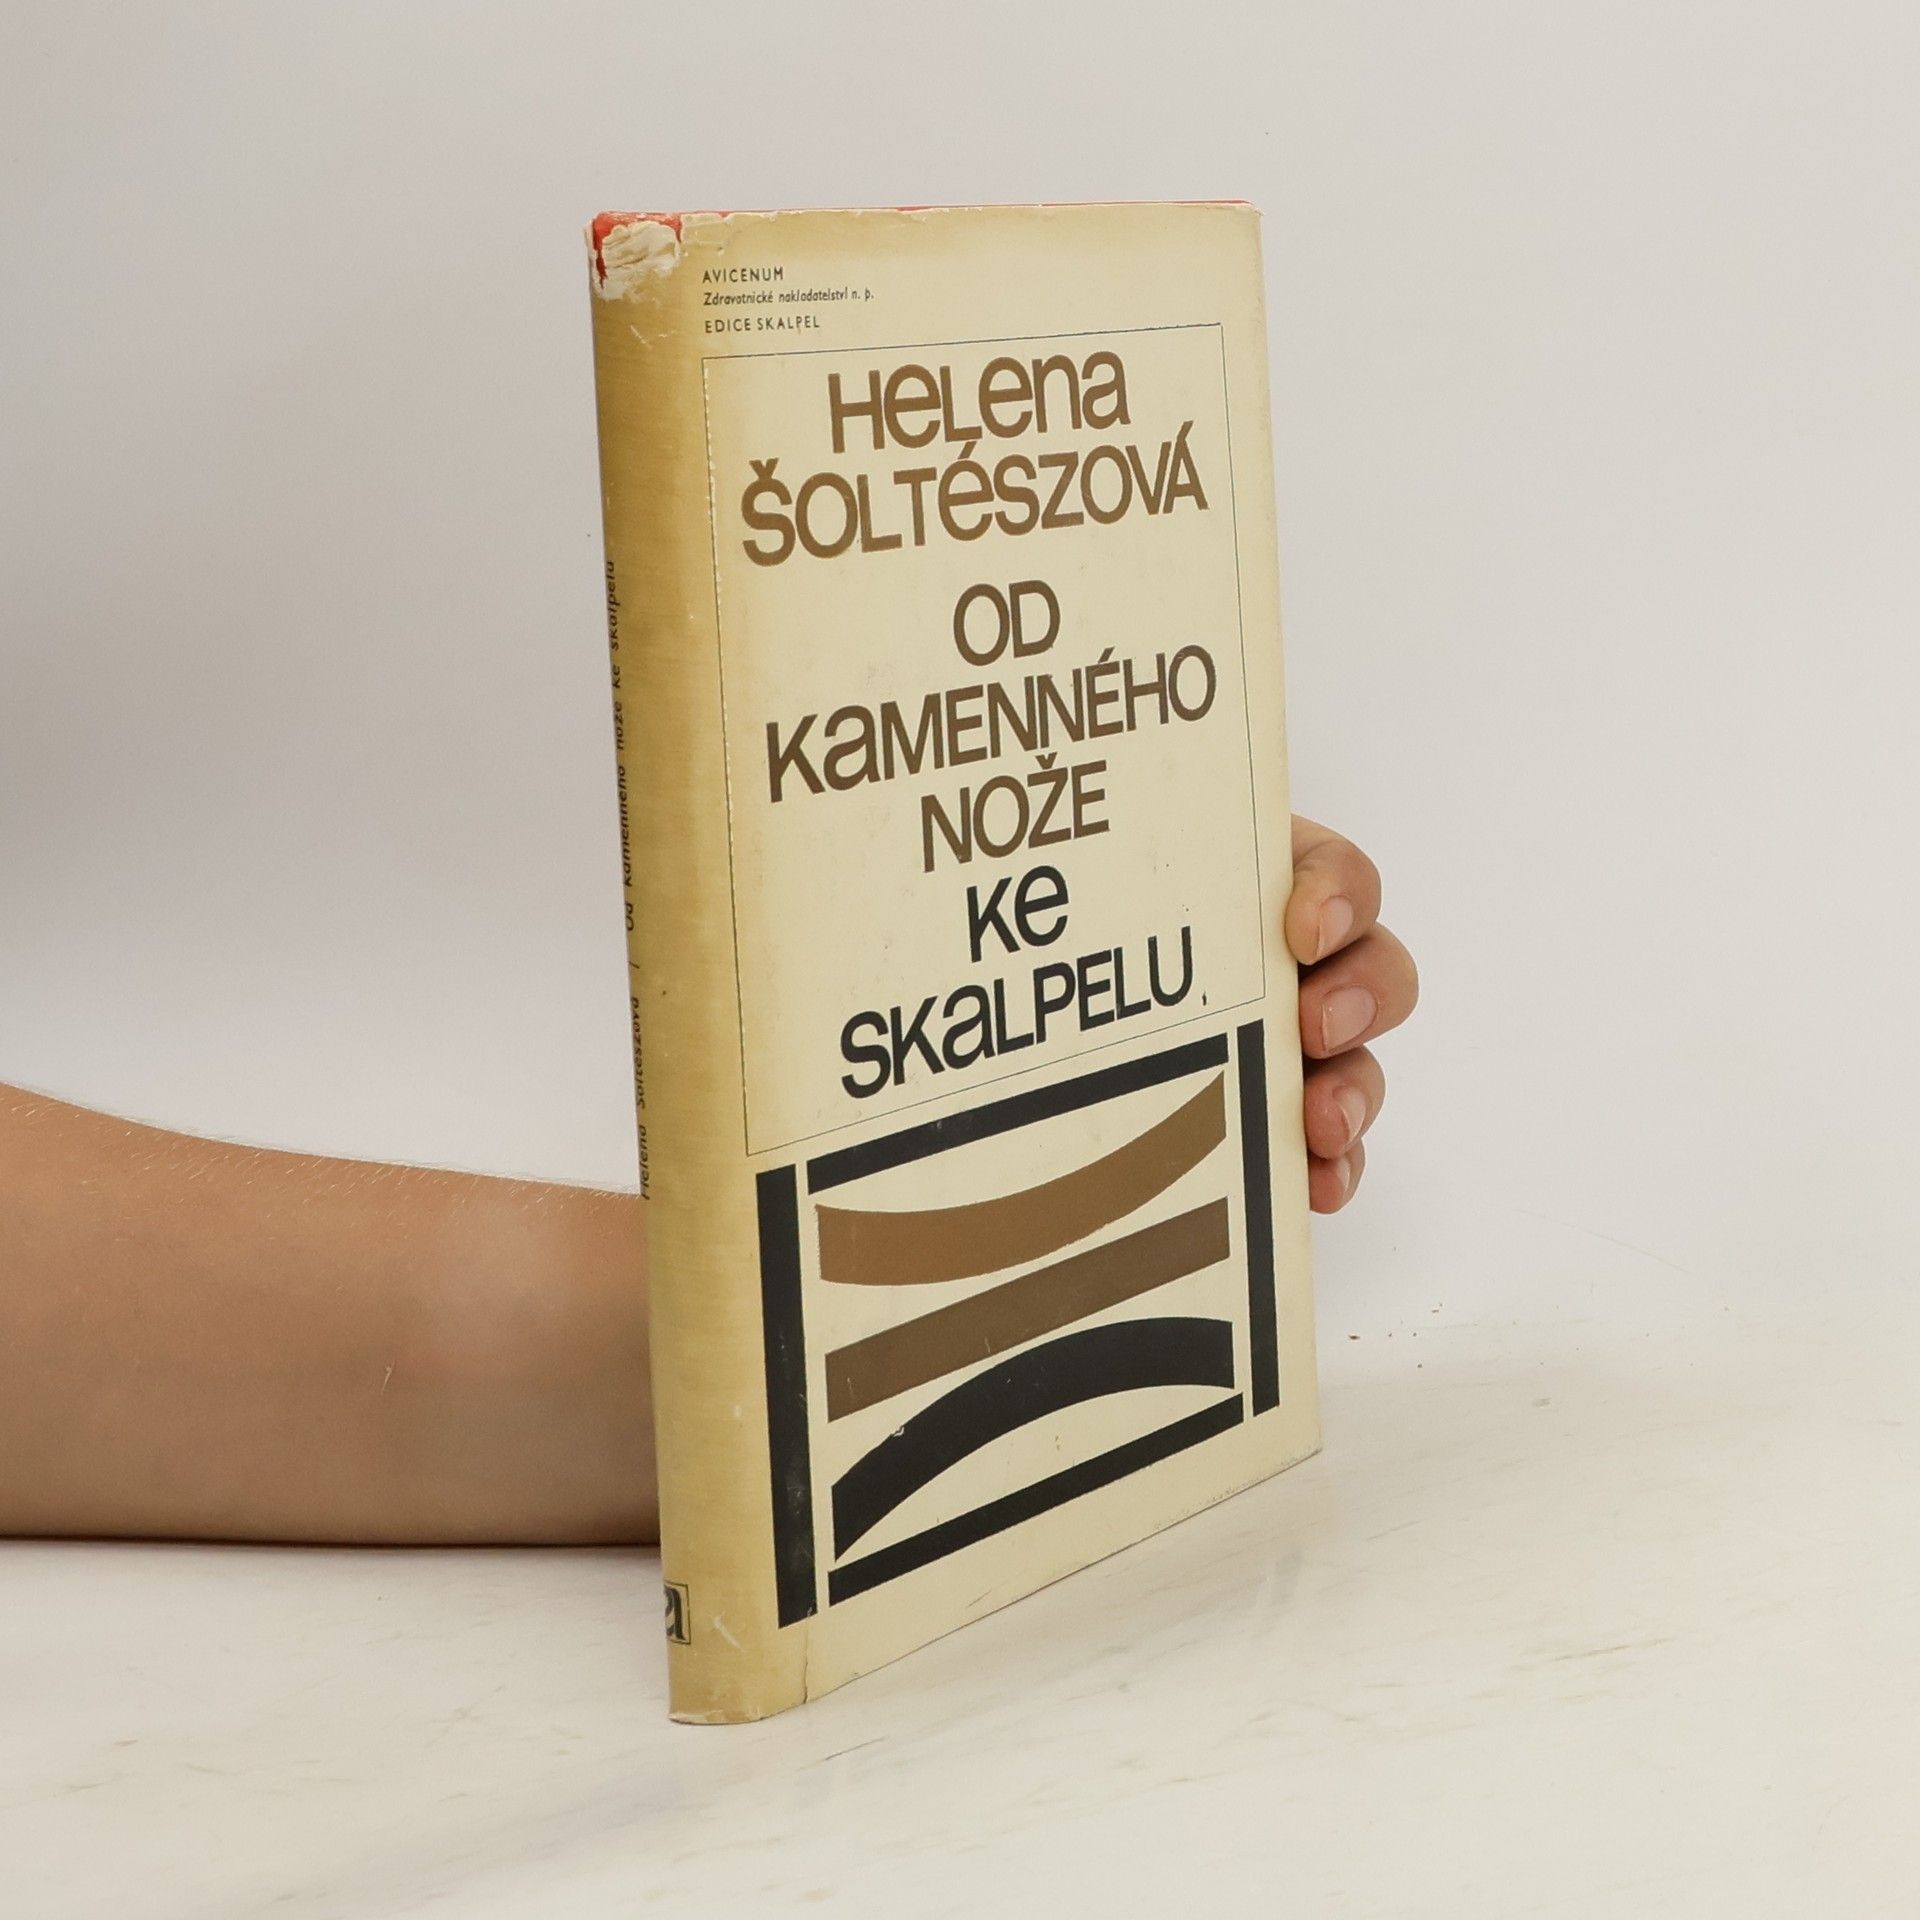 AVICENUM
Zdravotnické nakladatelství n. p.
EDICE SKALPEL
HeLena
ŠOLTéSZOVÁ
OD
KaMENNÉHO
NOŽE
Ke
SKaLPELU
Helena Šoltészová / Od kamenného nože ke skalpelu
a